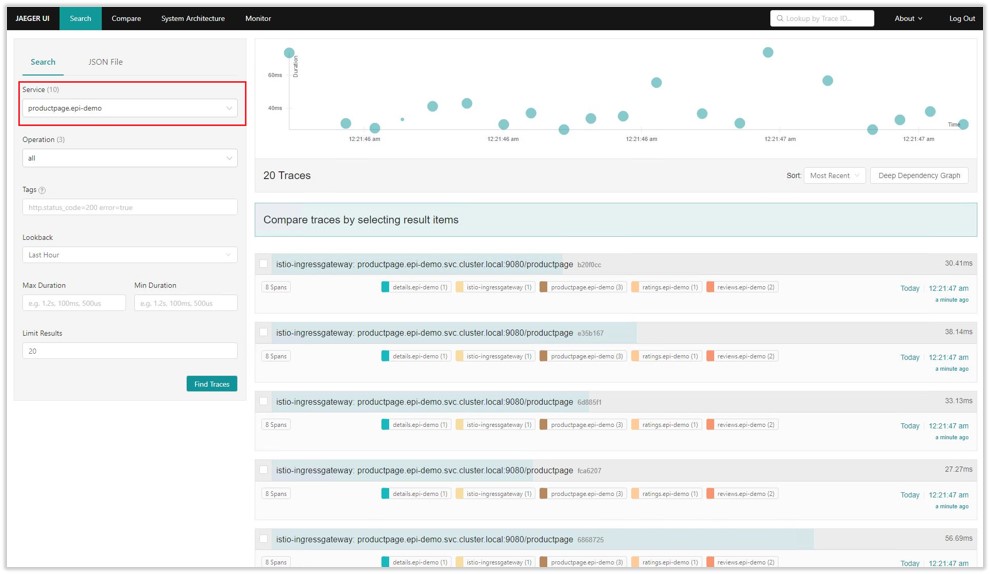 JAEGER UI Search Compare System Architecture Monitor Lookup by Trace ID... About Log Out
Search JSON File
Service (10)
productpage.epi-demo
Operation (3)
all
Tags
http.status_code=200 error=true
Lookback
Last Hour
Max Duration Min Duration
e.g. 1.2s, 100ms, 500us e.g. 1.2s, 100ms, 500us
Limit Results
20
Find Traces
Duration
60ms
40ms
Time
12:21:46 am 12:21:46 am 12:21:46 am 12:21:47 am 12:21:47 am
20 Traces Sort: Most Recent Deep Dependency Graph
Compare traces by selecting result items
istio-ingressgateway: productpage.epi-demo.svc.cluster.local:9080/productpage b20f0cc 30.41ms
8 Spans details.epi-demo (1) istio-ingressgateway (1) productpage.epi-demo (3) ratings.epi-demo (1) reviews.epi-demo (2) Today 12:21:47 am
a minute ago
istio-ingressgateway: productpage.epi-demo.svc.cluster.local:9080/productpage e35b167 38.14ms
8 Spans details.epi-demo (1) istio-ingressgateway (1) productpage.epi-demo (3) ratings.epi-demo (1) reviews.epi-demo (2) Today 12:21:47 am
a minute ago
istio-ingressgateway: productpage.epi-demo.svc.cluster.local:9080/productpage 6d885f1 33.13ms
8 Spans details.epi-demo (1) istio-ingressgateway (1) productpage.epi-demo (3) ratings.epi-demo (1) reviews.epi-demo (2) Today 12:21:47 am
a minute ago
istio-ingressgateway: productpage.epi-demo.svc.cluster.local:9080/productpage fca6207 27.27ms
8 Spans details.epi-demo (1) istio-ingressgateway (1) productpage.epi-demo (3) ratings.epi-demo (1) reviews.epi-demo (2) Today 12:21:47 am
a minute ago
istio-ingressgateway: productpage.epi-demo.svc.cluster.local:9080/productpage 6868725 56.69ms
8 Spans details.epi-demo (1) istio-ingressgateway (1) productpage.epi-demo (3) ratings.epi-demo (1) reviews.epi-demo (2) Today 12:21:47 am